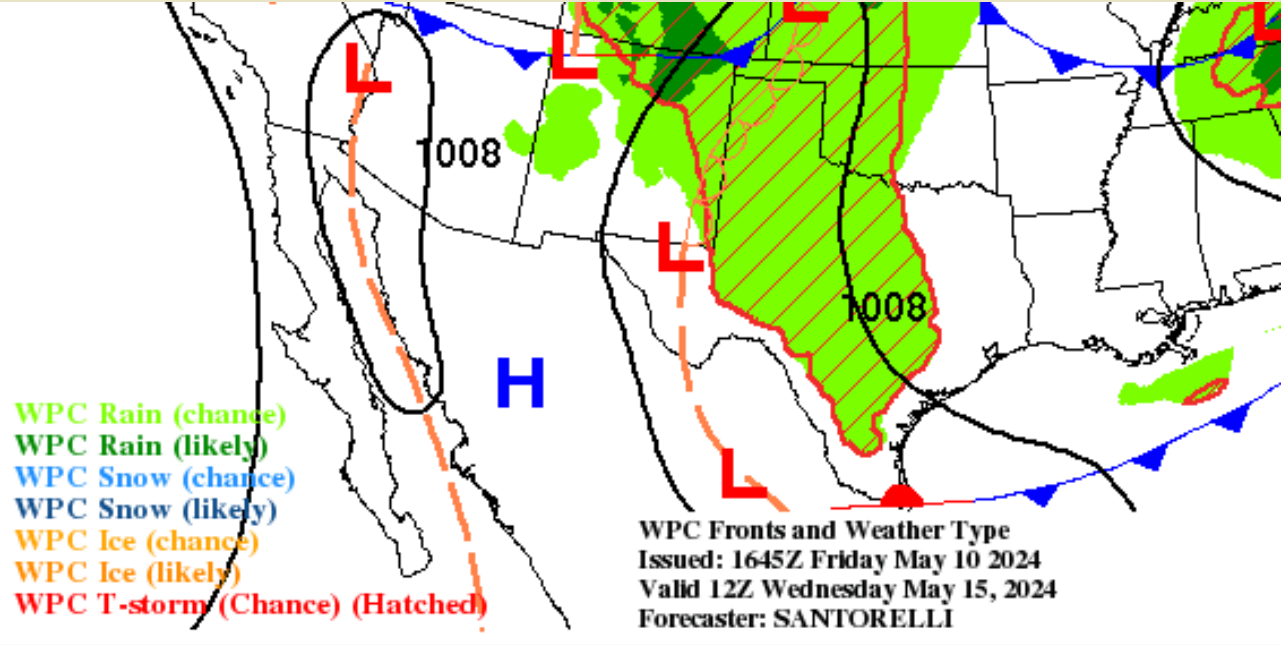 L
L
L
L
1008
L
1008
H
L
WPC Rain (chance)
WPC Rain (likely)
WPC Snow (chance)
WPC Snow (likely)
WPC Ice (chance)
WPC Ice (likely)
WPC T-storm (Chance) (Hatched)
WPC Fronts and Weather Type
Issued: 1645Z Friday May 10 2024
Valid 12Z Wednesday May 15, 2024
Forecaster: SANTORELLI